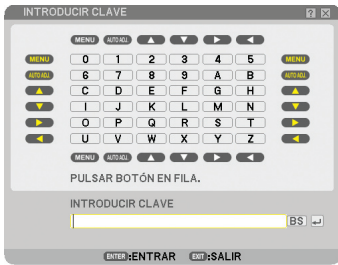 INTRODUCIR CLAVE ? X
MENU AUTO ADJ.
MENU 0 1 2 3 4 5 MENU
AUTO ADJ. 6 7 8 9 A B AUTO ADJ.
C D E F G H
I J K L M N
O P Q R S T
U V W X Y Z
MENU AUTO ADJ.
PULSAR BOTÓN EN FILA.
INTRODUCIR CLAVE
BS
ENTER :ENTRAR EXIT :SALIR